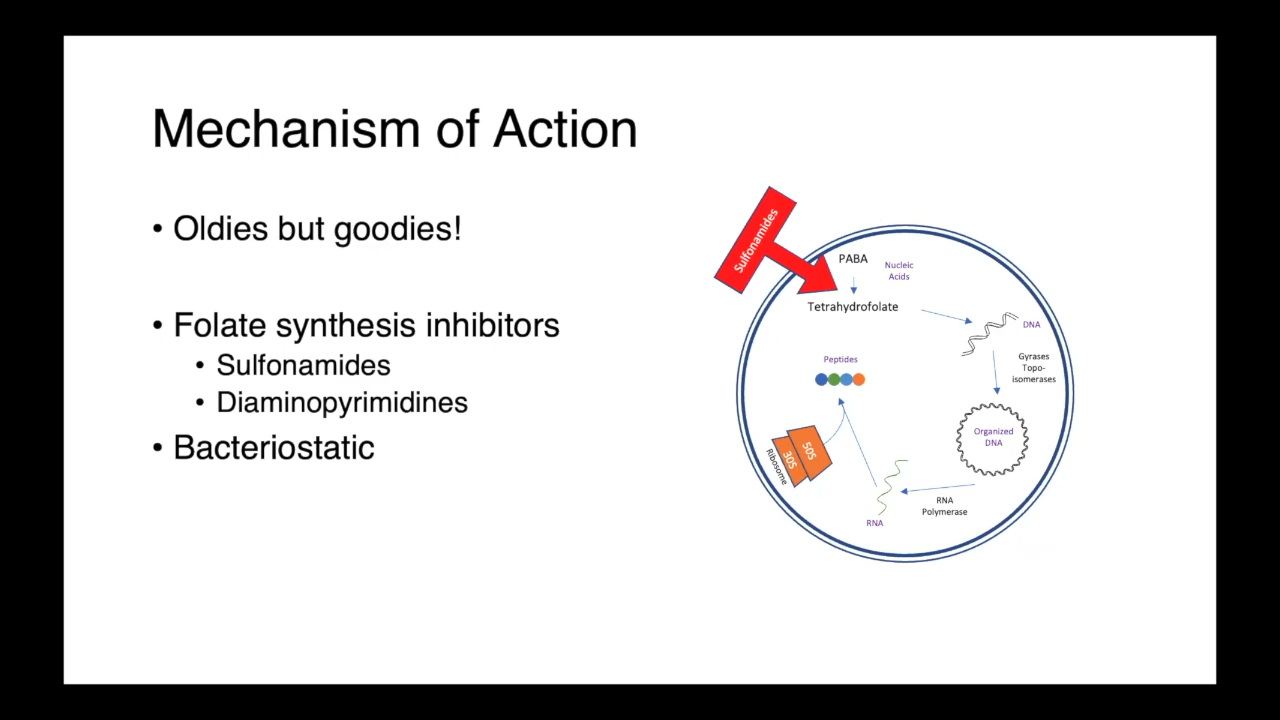 Mechanism of Action
• Oldies but goodies!
• Folate synthesis inhibitors
• Sulfonamides
• Diaminopyrimidines
• Bacteriostatic
Sulfonamides
PABA
Nucleic
Acids
Tetrahydrofolate
DNA
Gyrases
Topo-
isomerases
Peptides
Organized
DNA
50S
30S
Ribosome
RNA
Polymerase
RNA